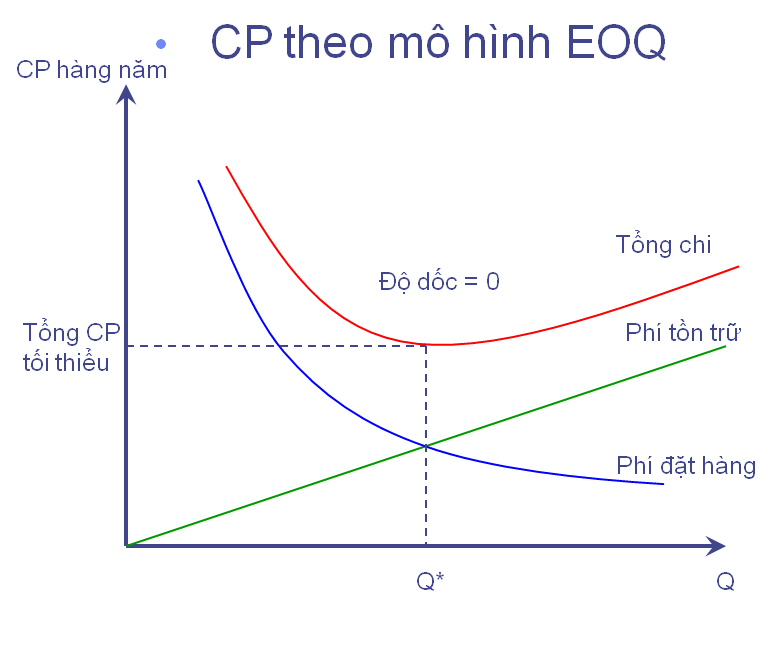 CP theo mô hình EOQ
CP hàng năm
Tổng chi
Độ dốc = 0
Tổng CP
tối thiểu
Phí tồn trữ
Phí đặt hàng
Q*
Q